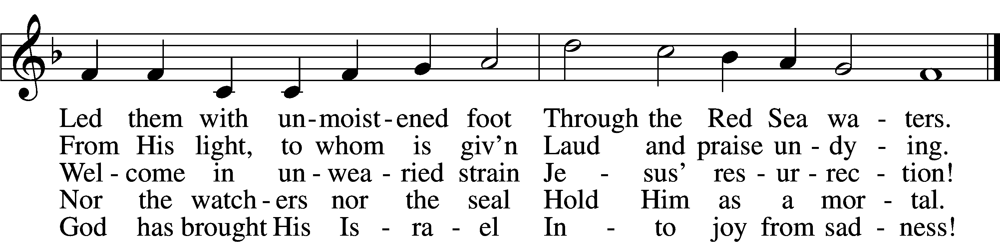 Led them with un - moist - ened foot Through the Red Sea wa - ters.
From His light, to whom is giv’n Laud and praise un - dy - ing.
Wel - come in un - wea - ried strain Je - sus’ res - ur - rec - tion!
Nor the watch - ers nor the seal Hold Him as a mor - tal.
God has brought His Is - ra - el In - to joy from sad - ness!